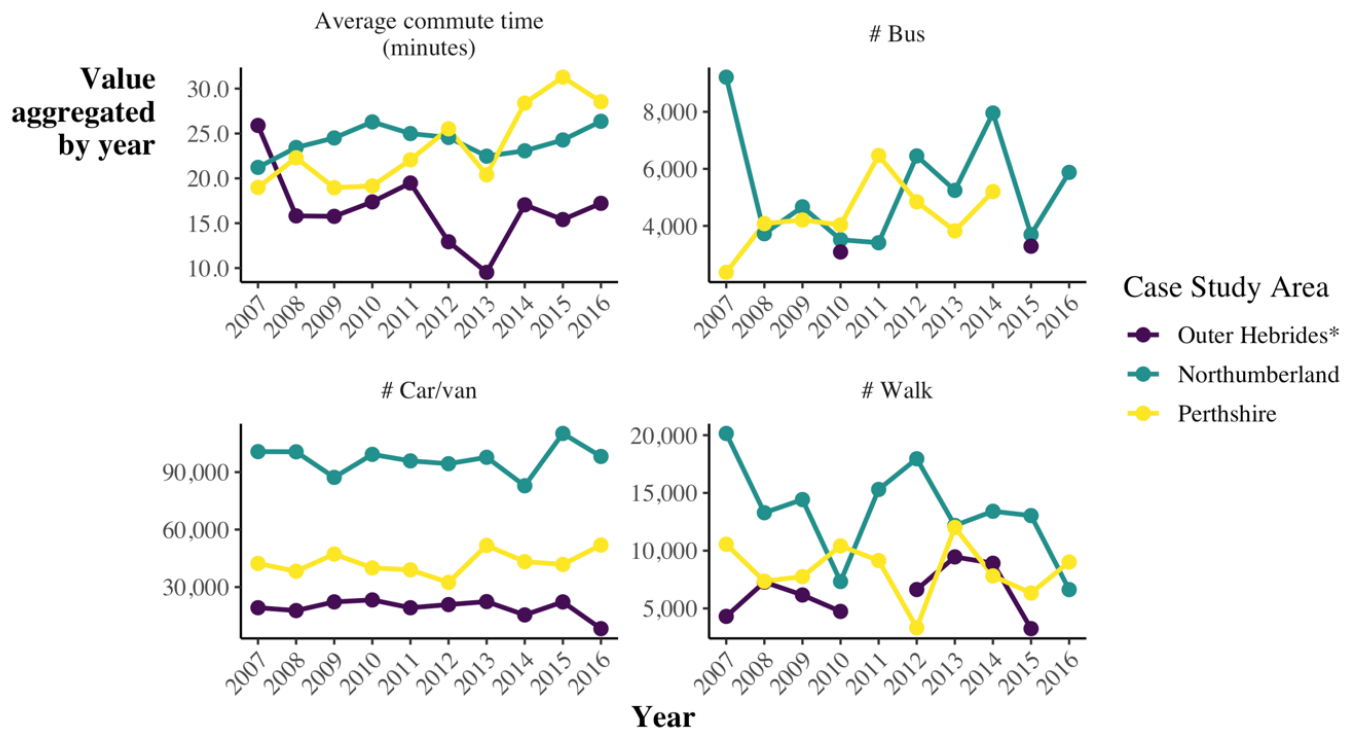 Average commute time
(minutes)
# Bus
Value
aggregated
by year
30.0
25.0
20.0
15.0
10.0
2007 2008 2009 2010 2011 2012 2013 2014 2015 2016
8,000
6,000
4,000
2007 2008 2009 2010 2011 2012 2013 2014 2015 2016
Case Study Area
Outer Hebrides*
Northumberland
Perthshire
# Car/van
90,000
60,000
30,000
2007 2008 2009 2010 2011 2012 2013 2014 2015 2016
# Walk
20,000
15,000
10,000
5,000
2007 2008 2009 2010 2011 2012 2013 2014 2015 2016
Year